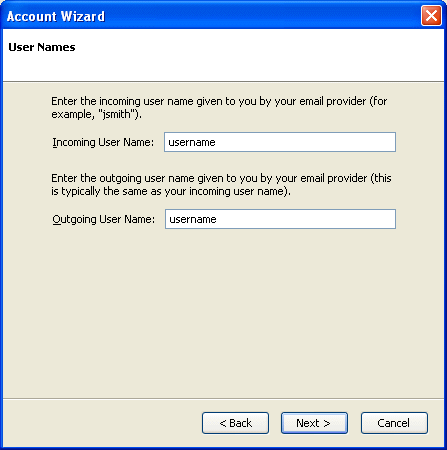 Account Wizard
User Names
Enter the incoming user name given to you by your email provider (for
example, "jsmith").
Incoming User Name: username
Enter the outgoing user name given to you by your email provider (this
is typically the same as your incoming user name).
Outgoing User Name: username
< Back Next > Cancel